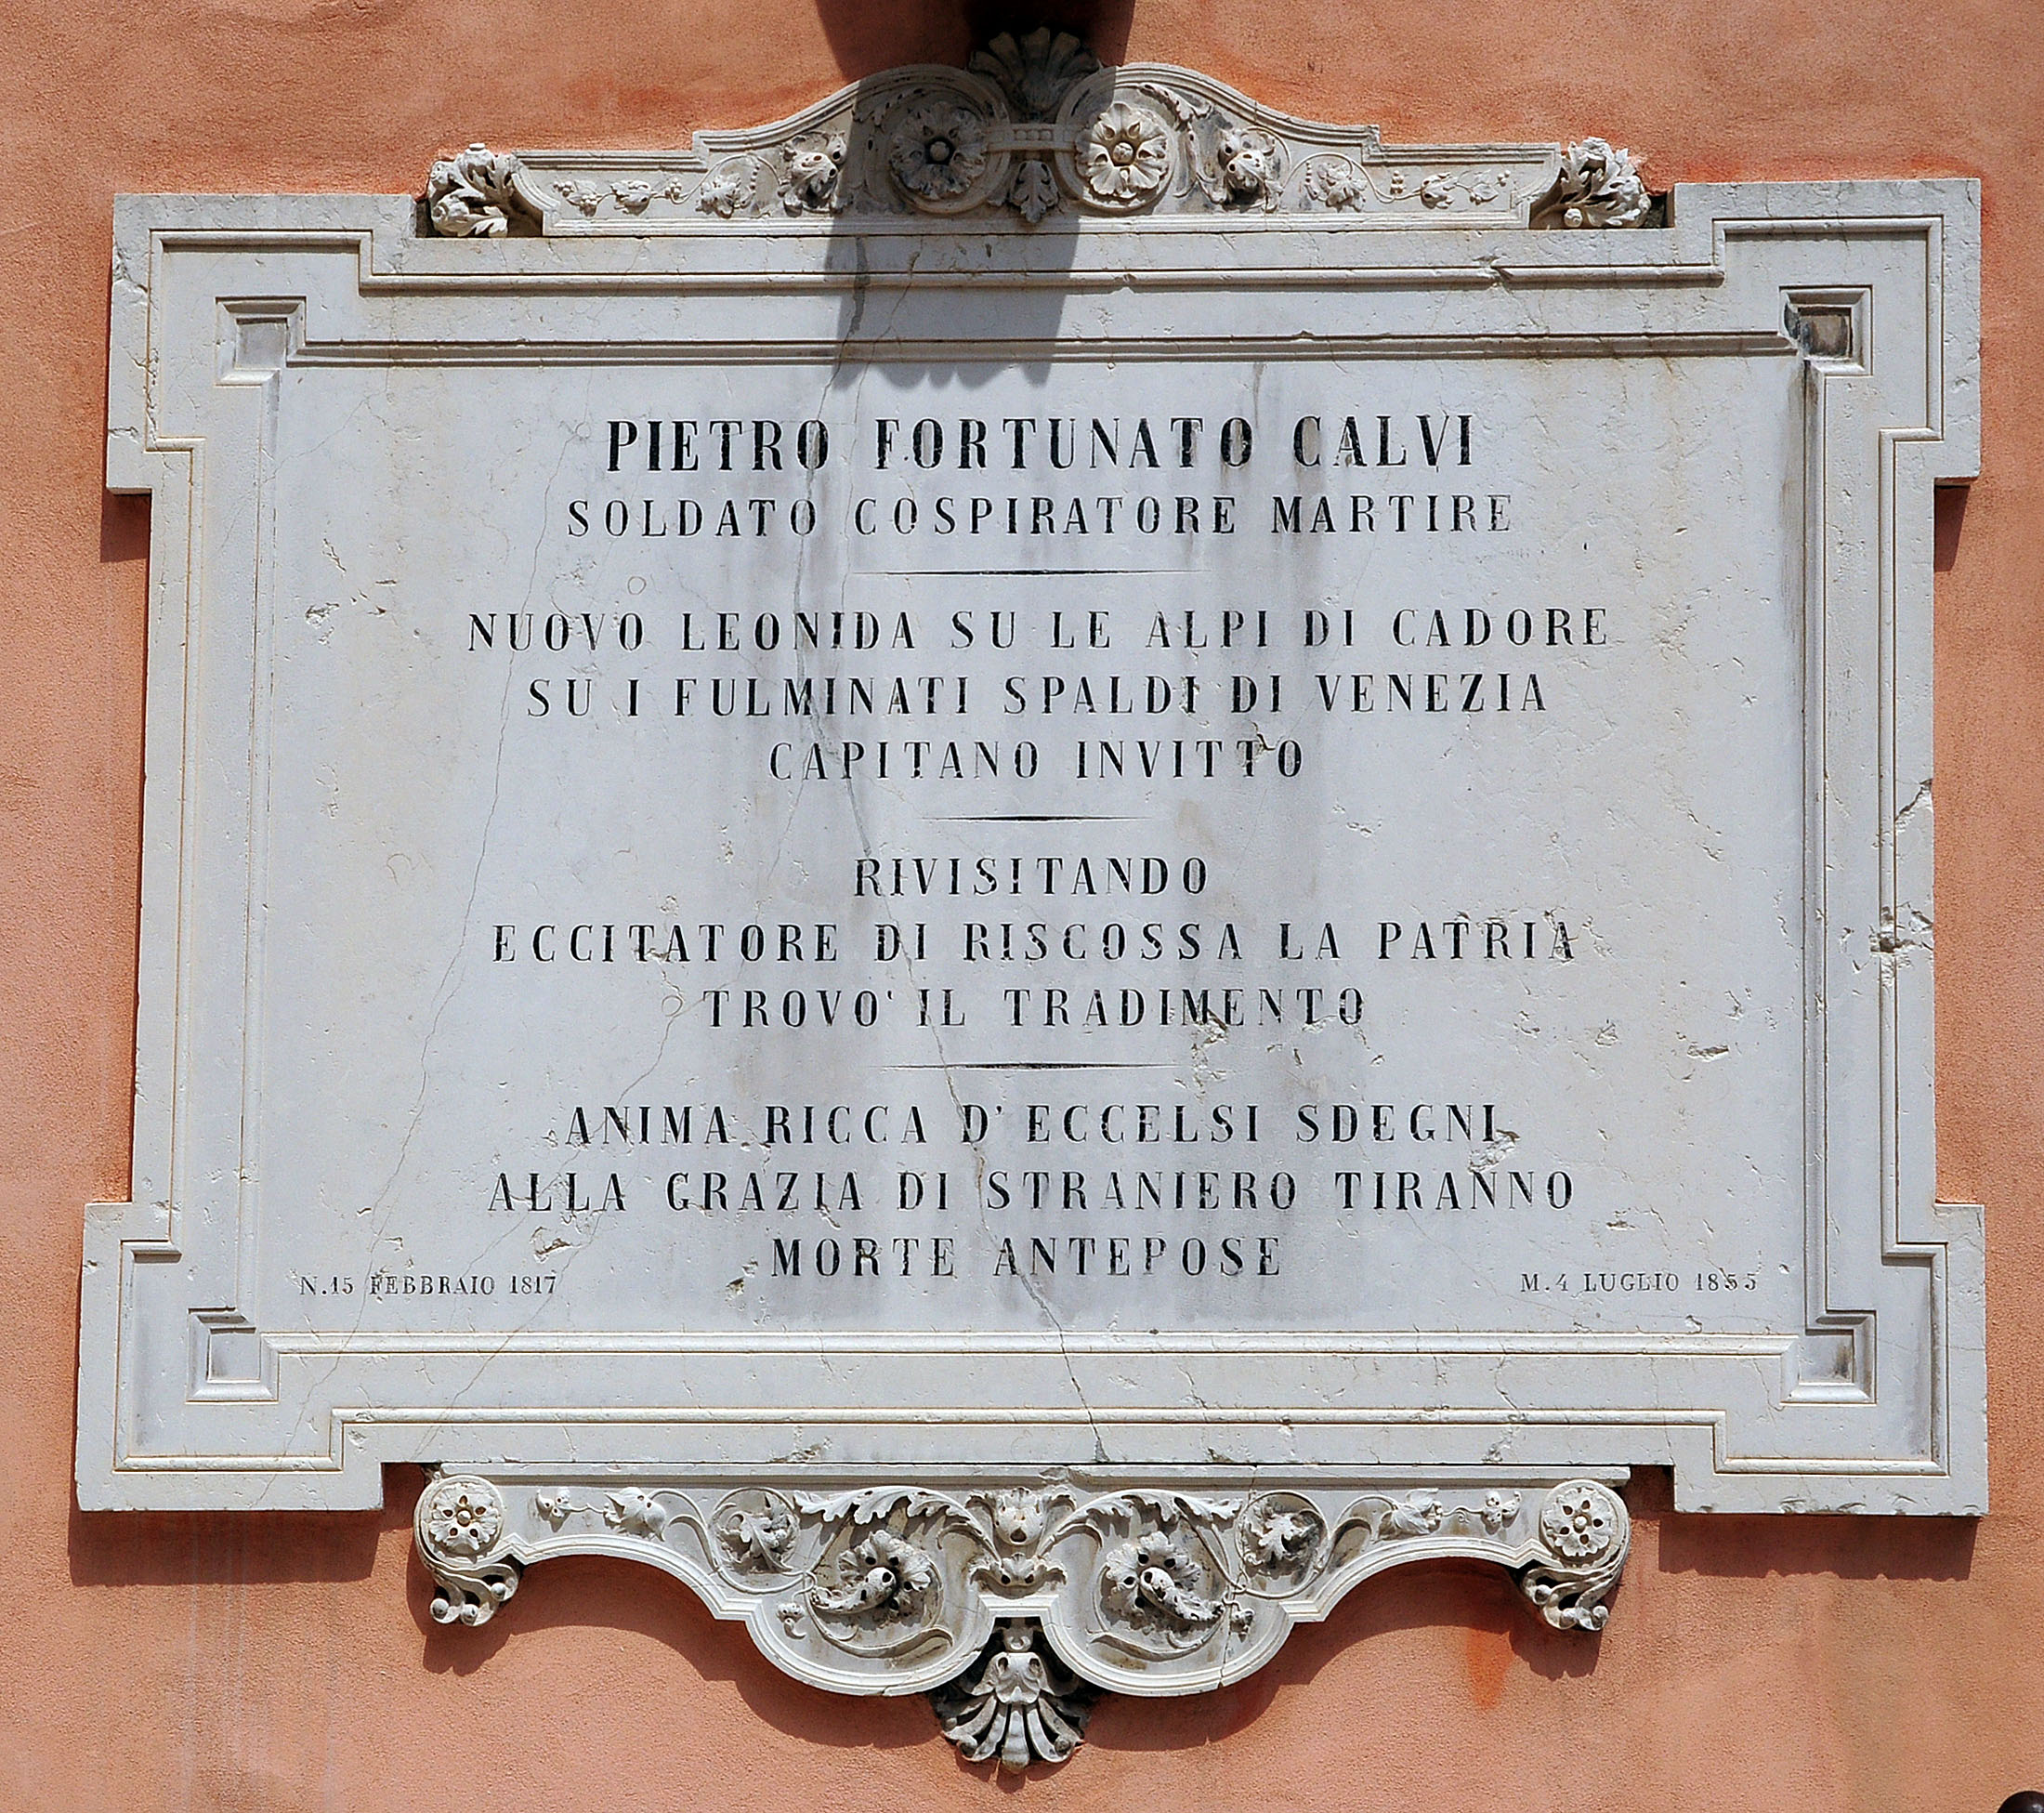 PIETRO FORTUNATO CALVI
SOLDATO COSPIRATORE MARTIRE
NUOVO LEONIDA SU LE ALPI DI CADORE
SU I FULMINATI SPALDI DI VENEZIA
CAPITANO INVITTO
RIVISITANDO
ECCITATORE DI RISCOSSA LA PATRIA
TROVO' IL TRADIMENTO
ANIMA RICCA D' ECCELSI SDEGNI
ALLA GRAZIA DI STRANIERO TIRANNO
MORTE ANTEPOSE
N.15 FEBBRAIO 1817
M.4 LUGLIO 1855